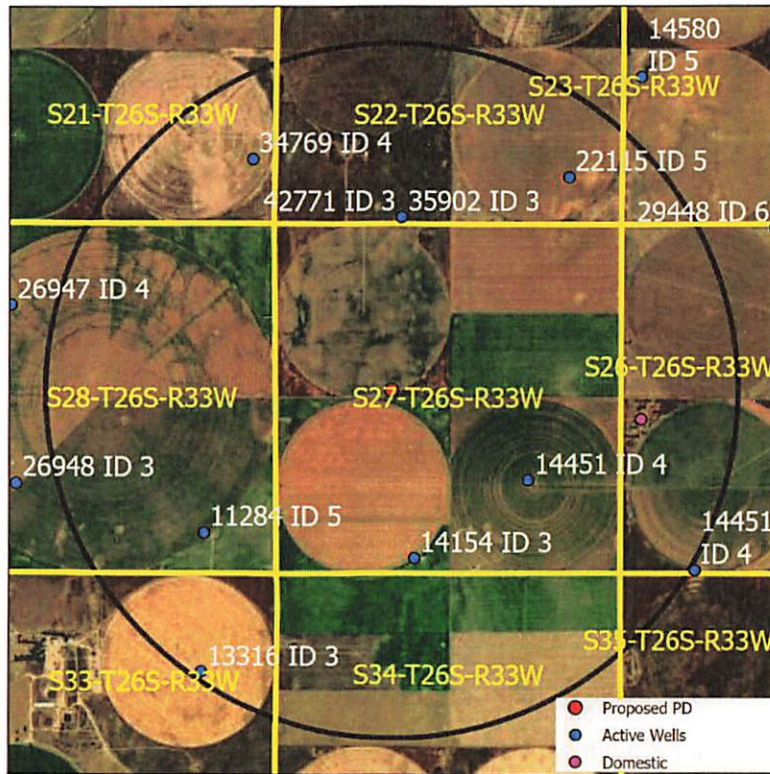 14580
ID 5
S23-T26S-R33W
S21-T26S-R33W
S22-T26S-R33W
34769 ID 4
22115 ID 5
42771 ID 3
35902 ID 3
29448 ID 6
26947 ID 4
S26-T26S-R33W
S28-T26S-R33W
S27-T26S-R33W
26948 ID 3
14451 ID 4
11284 ID 5
14154 ID 3
14451
ID 4
S35-T26S-R33W
13316 ID 3
S33-T26S-R33W
S34-T26S-R33W
Proposed PD
Active Wells
Domestic